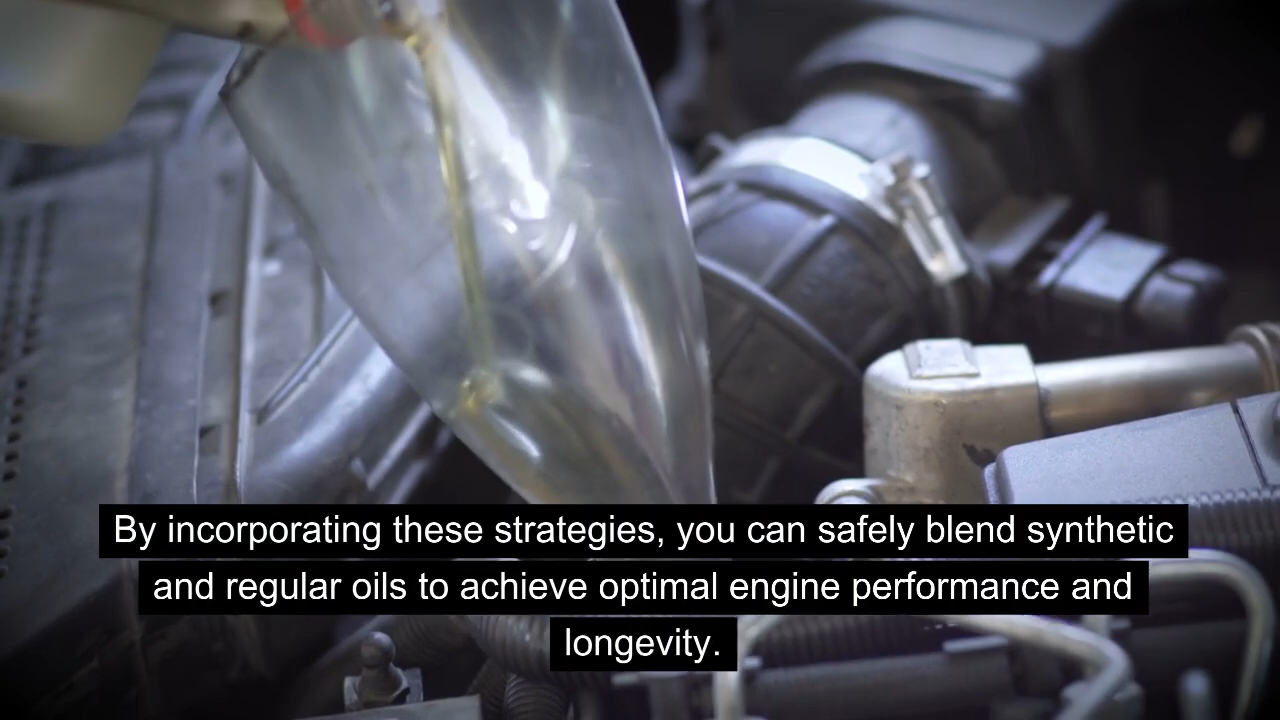 By incorporating these strategies, you can safely blend synthetic
and regular oils to achieve optimal engine performance and
longevity.